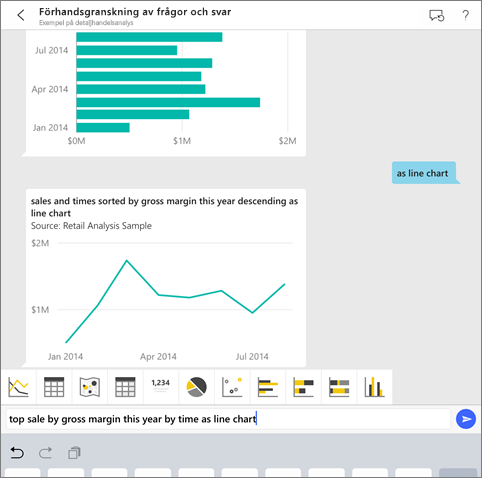 Förhandsgranskning av frågor och svar
Exempel på detaljhandelsanalys
?
Jul 2014
Apr 2014
Jan 2014
$0M $1M $2M
as line chart
sales and times sorted by gross margin this year descending as
line chart
Source: Retail Analysis Sample
$2M
$1M
Jan 2014 Apr 2014 Jul 2014
1,234
top sale by gross margin this year by time as line chart